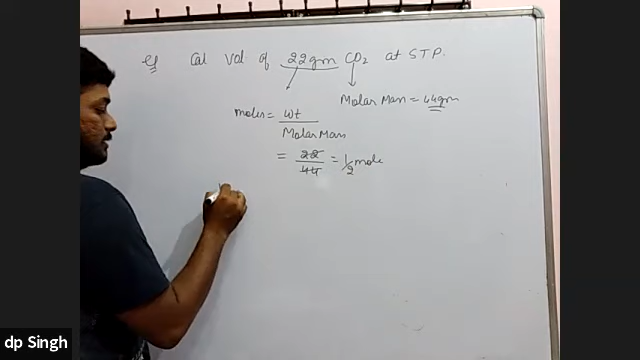 eg Cal Vol of 22gm CO₂ at STP.
Molar Mass = 44gm
moles = wt
Molar Mass
= 22/44 = 1/2 mole
dp Singh